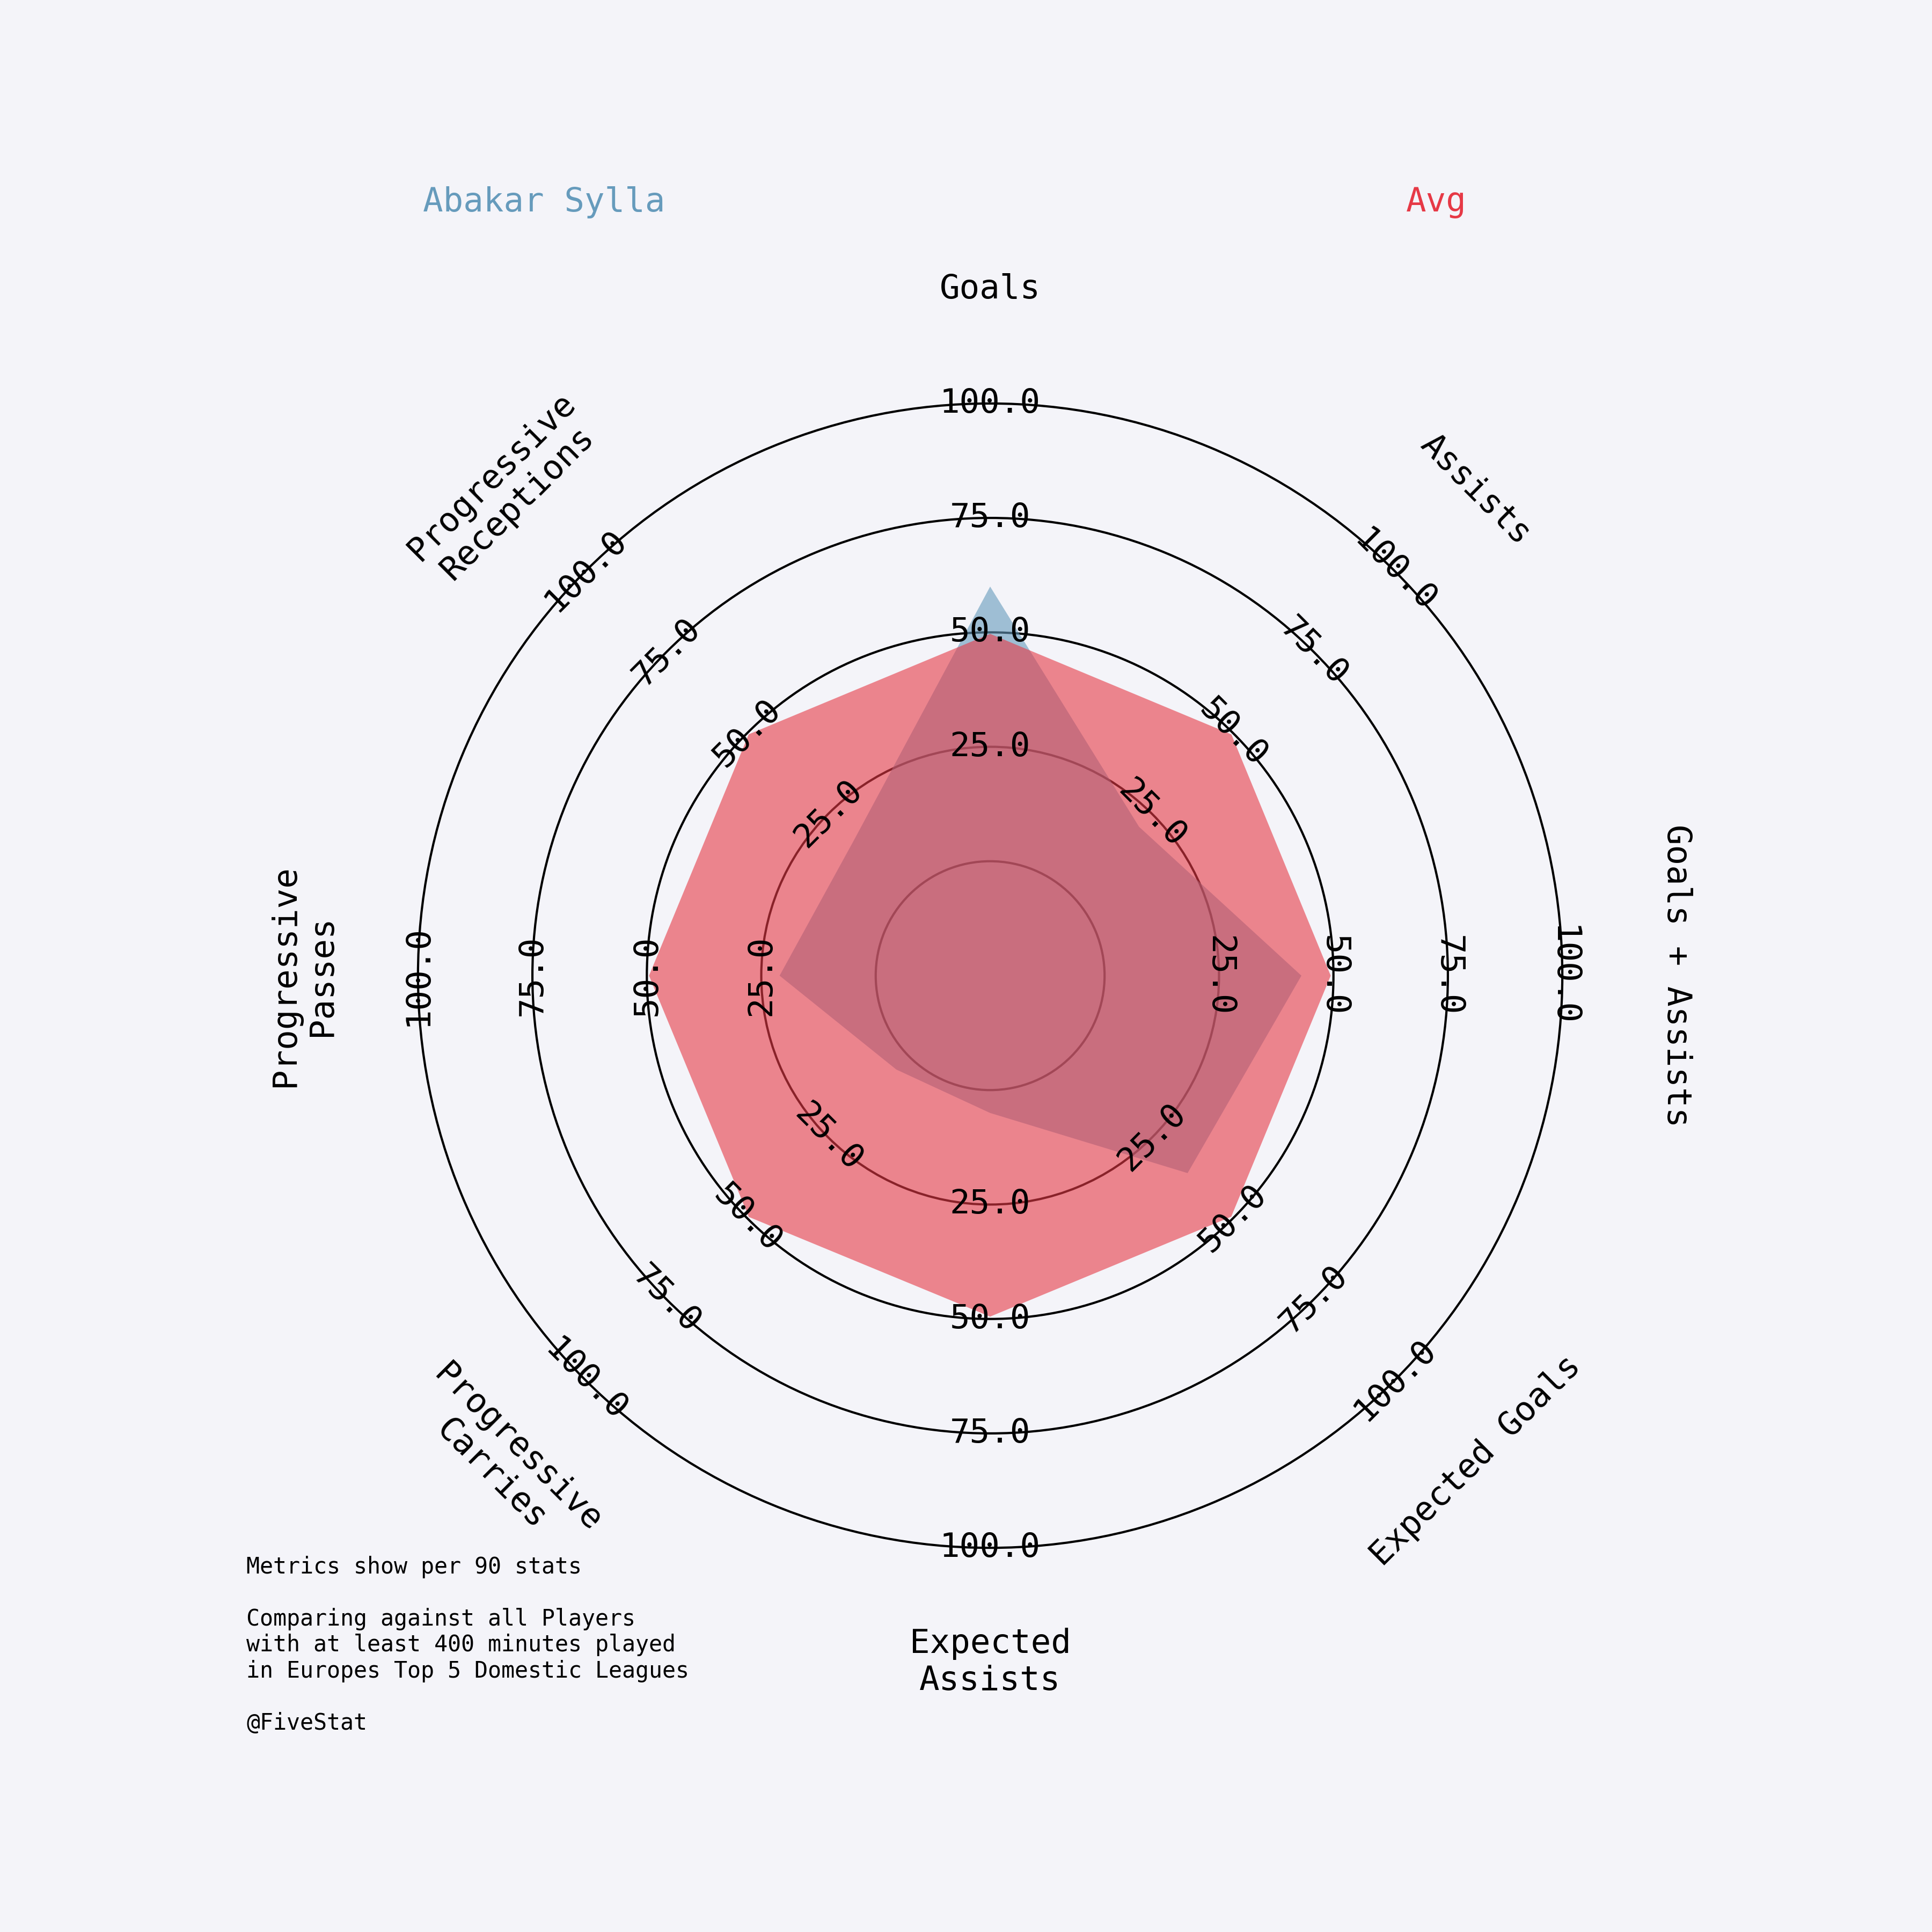 Abakar Sylla
Avg
Goals
Assists
Goals + Assists
Expected Goals
Expected
Assists
Progressive
Carries
Progressive
Passes
Progressive
Receptions
25.0
50.0
75.0
100.0
25.0
50.0
75.0
100.0
25.0
50.0
75.0
100.0
25.0
50.0
75.0
100.0
25.0
50.0
75.0
100.0
25.0
50.0
75.0
100.0
25.0
50.0
75.0
100.0
25.0
50.0
75.0
100.0
Metrics show per 90 stats
Comparing against all Players
with at least 400 minutes played
in Europes Top 5 Domestic Leagues
@FiveStat